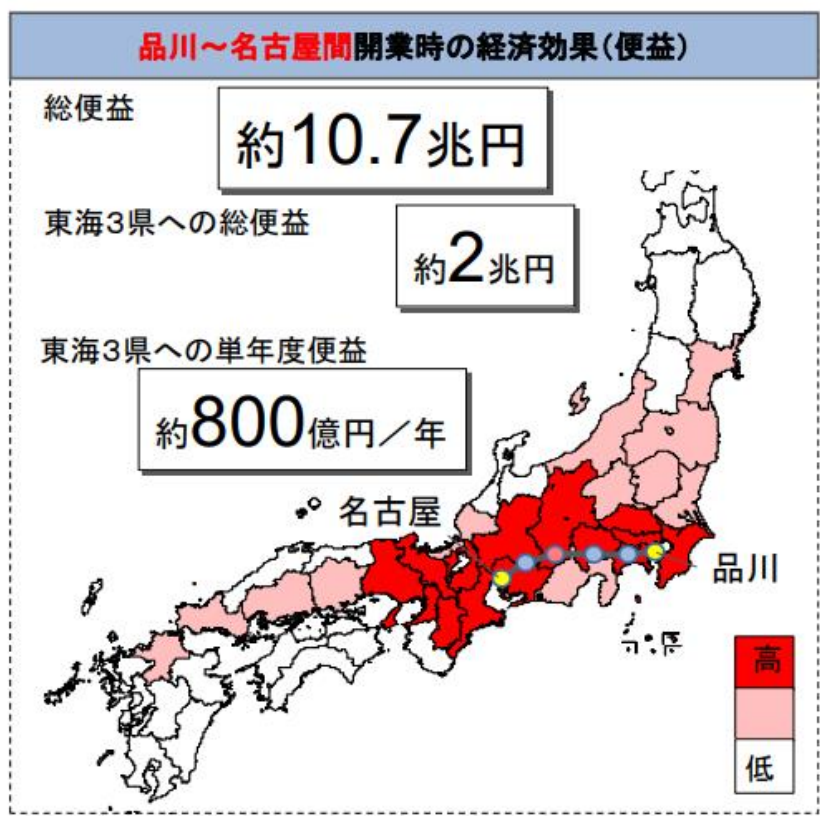 品川～名古屋間開業時の経済効果(便益)
総便益
約10.7兆円
東海3県への総便益
約2兆円
東海3県への単年度便益
約800億円／年
名古屋
品川
高
低